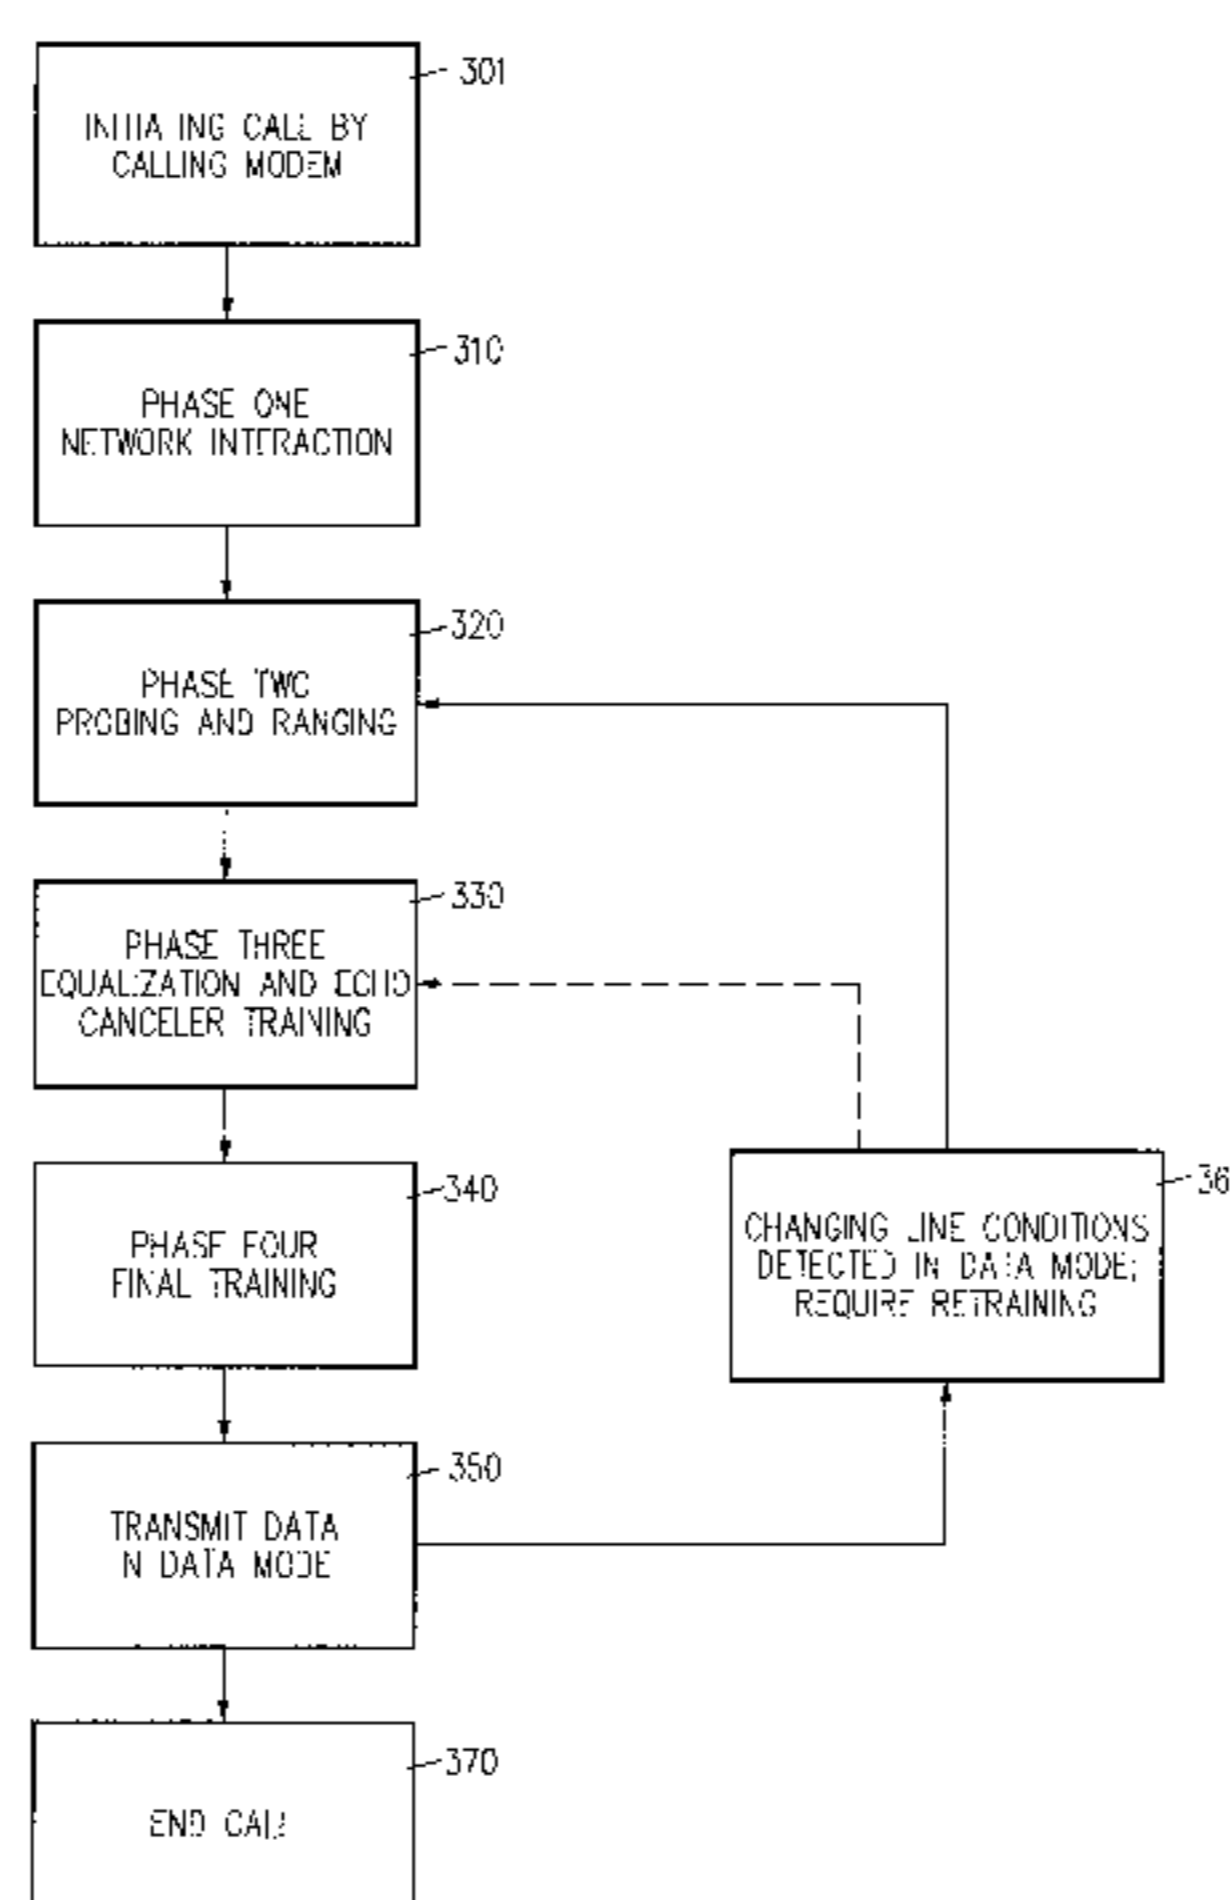 301
INITIATING CALL BY
CALLING MODEM
310
PHASE ONE
NETWORK INTERACTION
320
PHASE TWO
PROBING AND RANGING
330
PHASE THREE
EQUALIZATION AND ECHO
CANCELER TRAINING
340
PHASE FOUR
FINAL TRAINING
36
CHANGING LINE CONDITIONS
DETECTED IN DATA MODE;
REQUIRE RETRAINING
350
TRANSMIT DATA
IN DATA MODE
370
END CALL